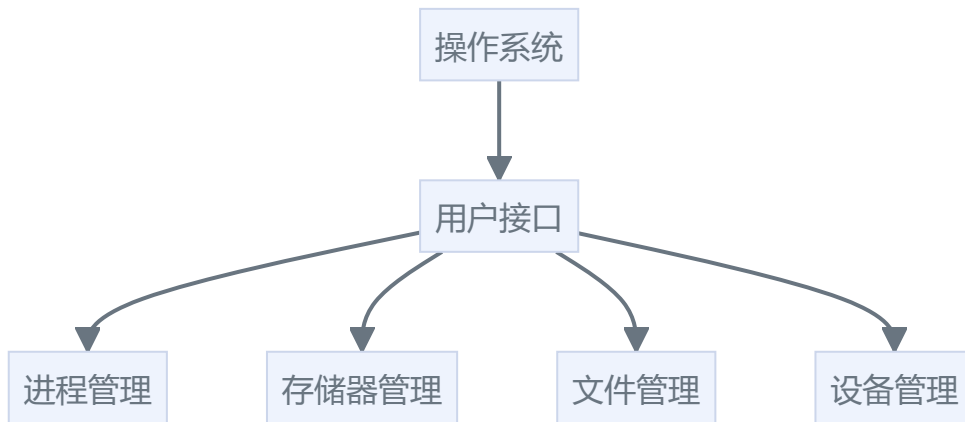 操作系统
用户接口
进程管理
存储器管理
文件管理
设备管理